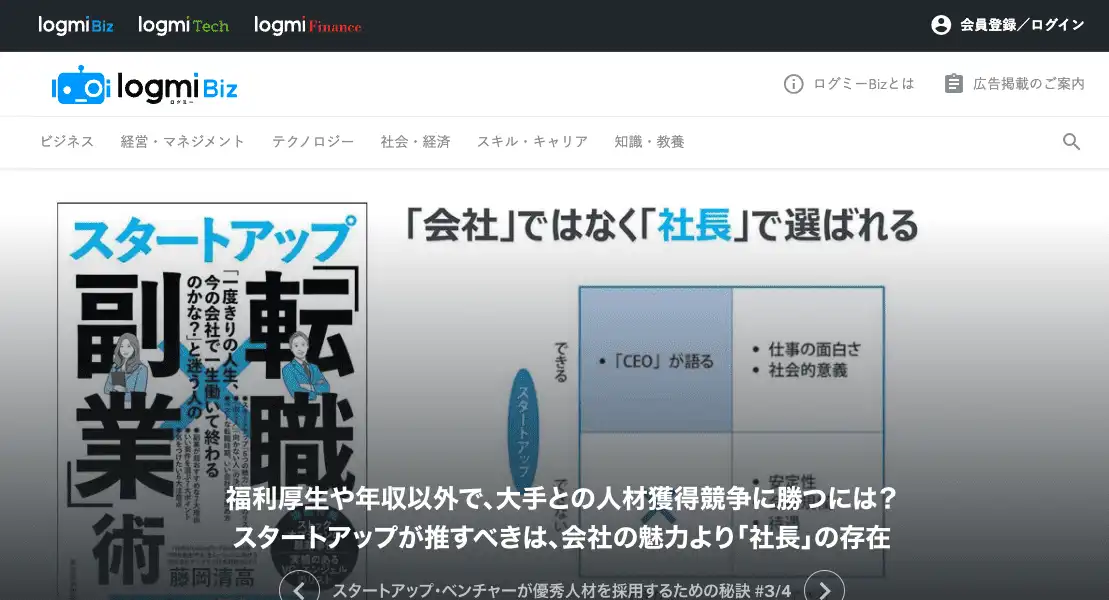 logmi Biz
logmi Tech
logmi Finance
会員登録／ログイン
logmi Biz
ログミー
ログミーBizとは
広告掲載のご案内
ビジネス
経営・マネジメント
テクノロジー
社会・経済
スキル・キャリア
知識・教養
スタートアップ
「転職
副業」術
「一度きりの人生、
今の会社で一生働いて終わる
のかな？」と迷う人の
藤岡清高
「会社」ではなく「社長」で選ばれる
できる
スタートアップ
・「CEO」が語る
・仕事の面白さ
・社会的意義
・安定性
福利厚生や年収以外で、大手との人材獲得競争に勝つには？
スタートアップが推すべきは、会社の魅力より「社長」の存在
スタートアップ・ベンチャーが優秀人材を採用するための秘訣 #3/4